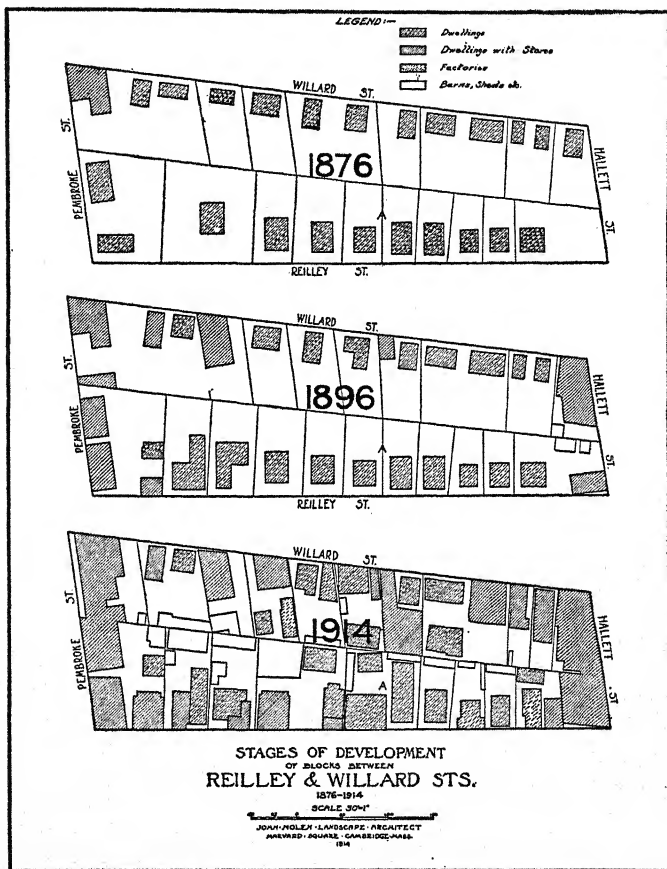 LEGEND:—
Dwellings
Dwellings with Stores
Factories
Barns, Sheds etc.
WILLARD ST.
PEMBROKE ST.
1876
HALLETT ST.
A
REILLEY ST.
WILLARD ST.
PEMBROKE ST.
1896
HALLETT ST.
A
REILLEY ST.
WILLARD ST.
PEMBROKE ST.
1914
HALLETT ST
A
STAGES OF DEVELOPMENT
OF BLOCKS BETWEEN
REILLEY & WILLARD STS.
1876-1914
SCALE 50'=1"
JOHN·NOLEN·LANDSCAPE·ARCHITECT
HARVARD·SQUARE·CAMBRIDGE·MASS.
1914